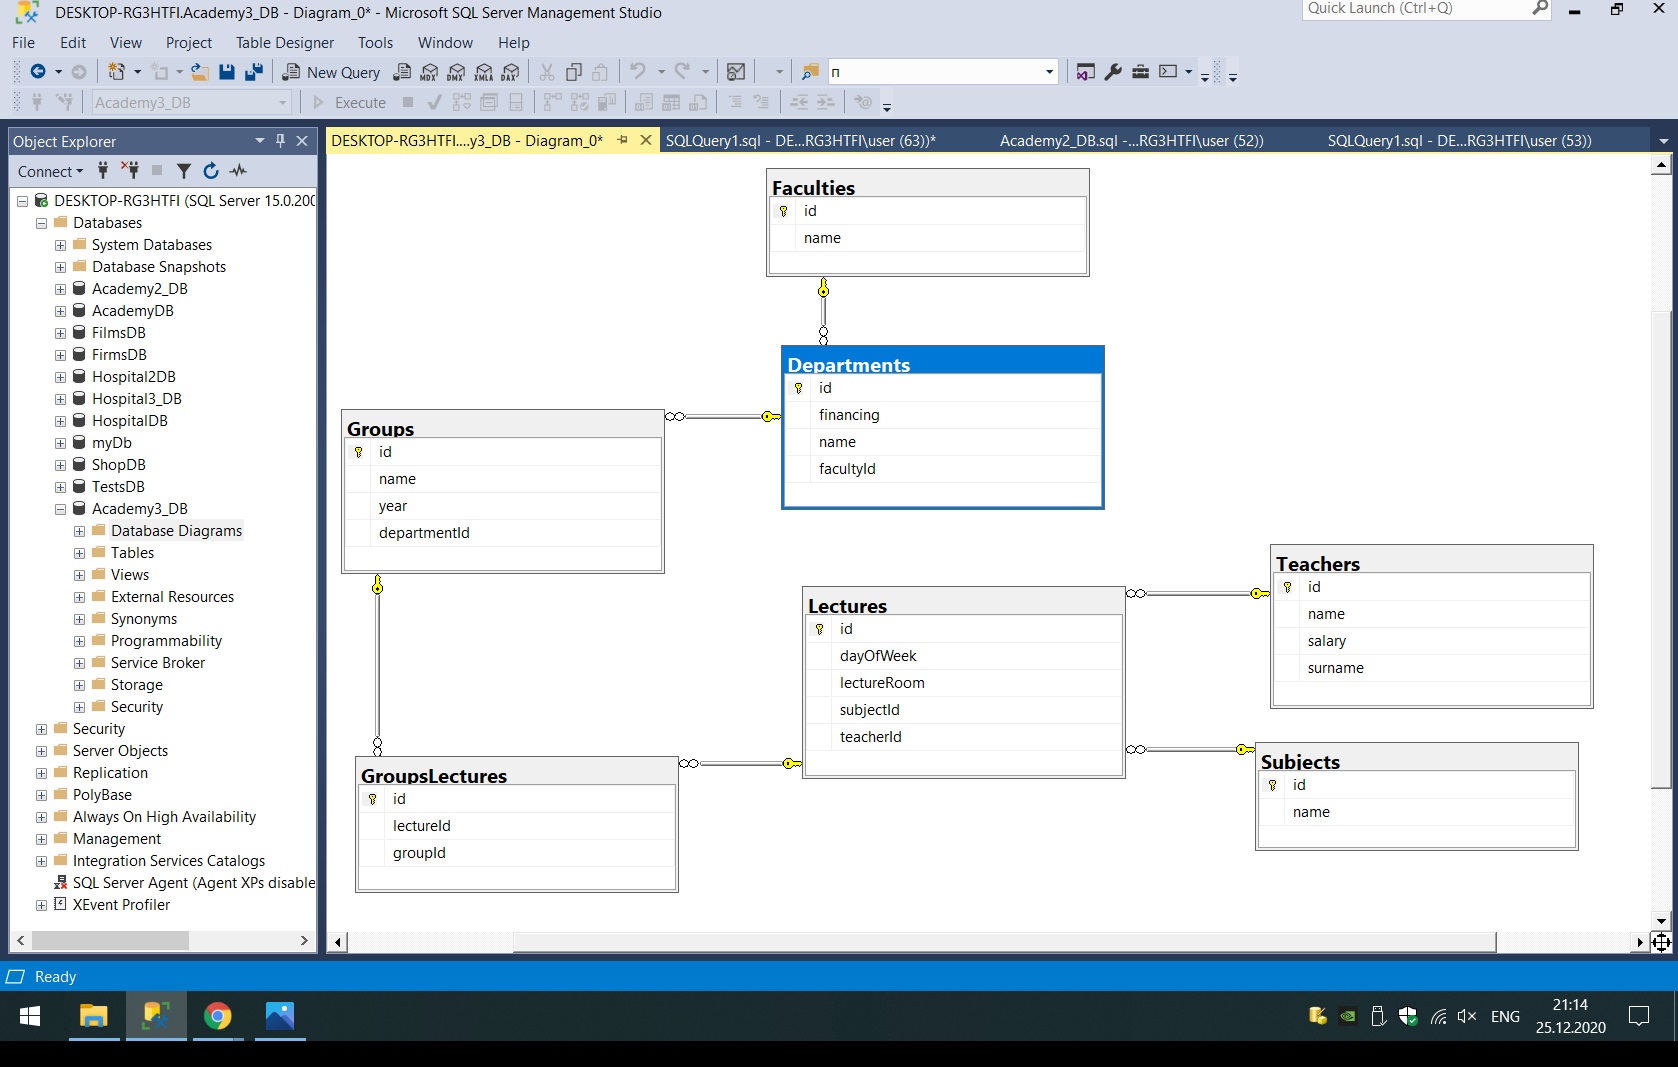 DESKTOP-RG3HTFI.Academy3_DB - Diagram_0* - Microsoft SQL Server Management Studio
Quick Launch (Ctrl+Q)
File Edit View Project Table Designer Tools Window Help
New Query MDX DMX XMLA DAX п
Academy3_DB Execute
Object Explorer
DESKTOP-RG3HTFI....y3_DB - Diagram_0* SQLQuery1.sql - DE...RG3HTFI\user (63))* Academy2_DB.sql -...RG3HTFI\user (52)) SQLQuery1.sql - DE...RG3HTFI\user (53))
Connect
DESKTOP-RG3HTFI (SQL Server 15.0.200
Databases
System Databases
Database Snapshots
Academy2_DB
AcademyDB
FilmsDB
FirmsDB
Hospital2DB
Hospital3_DB
HospitalDB
myDb
ShopDB
TestsDB
Academy3_DB
Database Diagrams
Tables
Views
External Resources
Synonyms
Programmability
Service Broker
Storage
Security
Security
Server Objects
Replication
PolyBase
Always On High Availability
Management
Integration Services Catalogs
SQL Server Agent (Agent XPs disable
XEvent Profiler
Faculties
id
name
Departments
id
financing
name
facultyId
Groups
id
name
year
departmentId
Lectures
id
dayOfWeek
lectureRoom
subjectId
teacherId
Teachers
id
name
salary
surname
GroupsLectures
id
lectureId
groupId
Subjects
id
name
Ready
ENG
21:14
25.12.2020